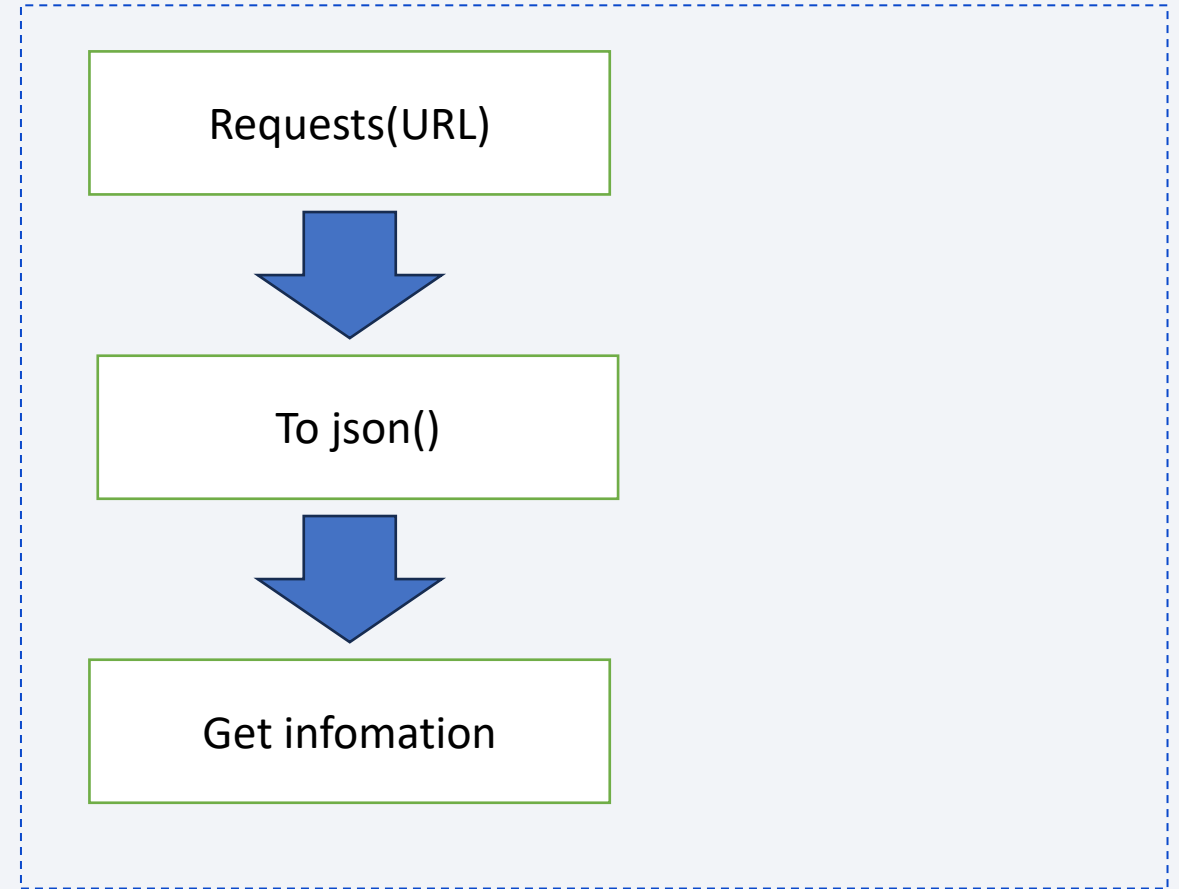 Requests(URL)
To json()
Get infomation